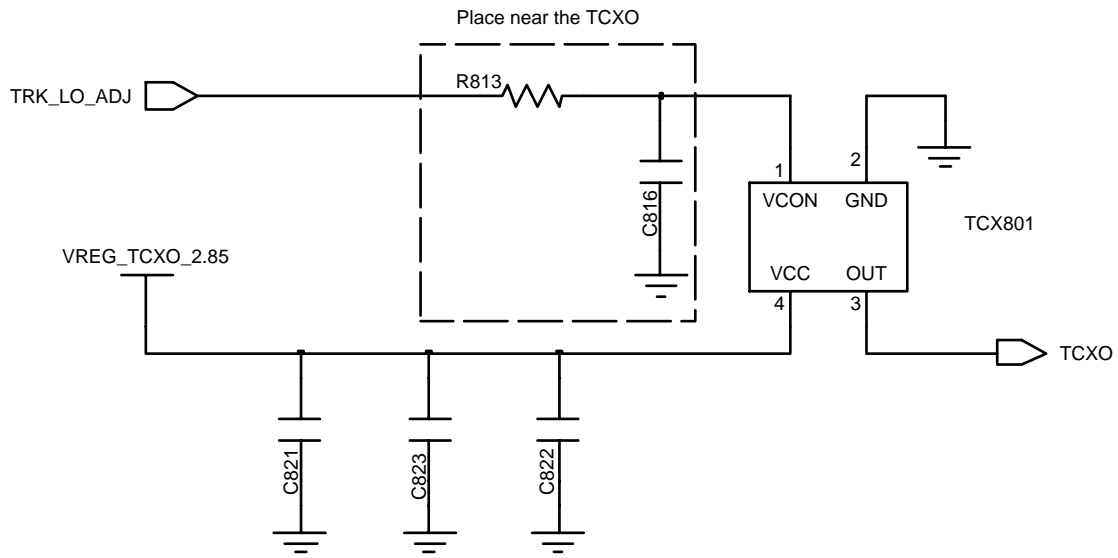 Place near the TCXO
R813
TRK_LO_ADJ
1
2
C816
VCON
GND
TCX801
VREG_TCXO_2.85
VCC
OUT
4
3
TCXO
C821
C823
C822